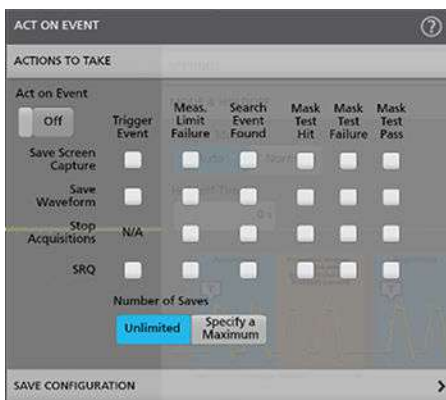 ACT ON EVENT
ACTIONS TO TAKE
Act on Event
Off
Trigger Event
Meas. Limit Failure
Search Event Found
Mask Test Hit
Mask Test Failure
Mask Test Pass
Save Screen Capture
Save Waveform
Stop Acquisitions
N/A
SRQ
Number of Saves
Unlimited
Specify a Maximum
SAVE CONFIGURATION